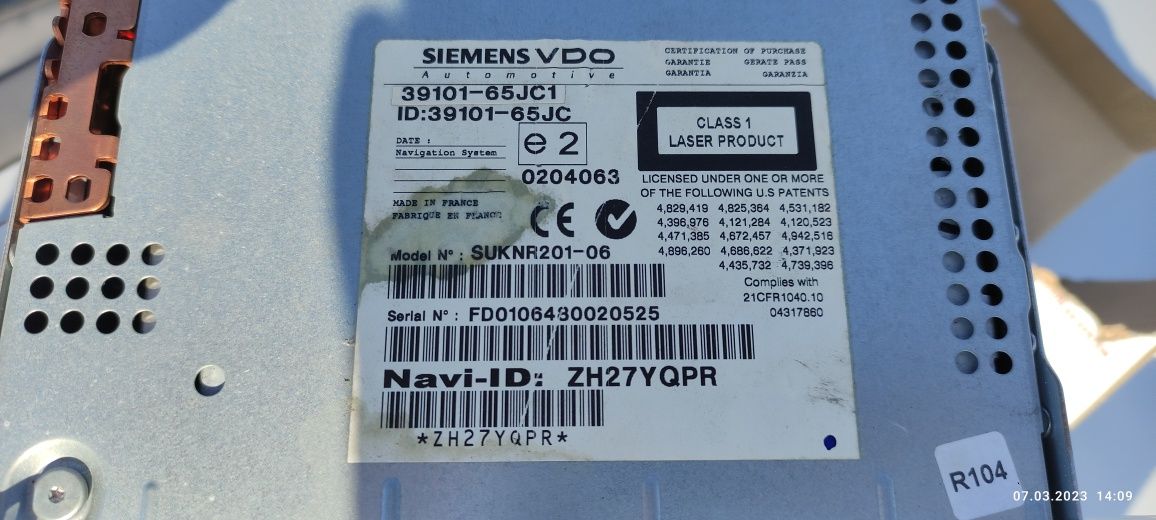 SIEMENS VDO
Automotive
CERTIFICATION OF PURCHASE
GARANTIE GERATE PASS
GARANTIA GARANZIA
39101-65JC1
ID:39101-65JC
DATE :
Navigation System
e2
0204063
CLASS 1
LASER PRODUCT
LICENSED UNDER ONE OR MORE
OF THE FOLLOWING U.S PATENTS
4,829,419 4,825,364 4,531,182
4,396,976 4,121,284 4,120,523
4,471,385 4,672,457 4,942,516
4,896,260 4,686,622 4,371,923
4,435,732 4,739,396
Complies with
21CFR1040.10
04317860
MADE IN FRANCE
FABRIQUE EN FRANCE
CE
Model N° : SUKNR201-06
Serial N° : FD0106430020525
Navi-ID: ZH27YQPR
*ZH27YQPR*
R104
07.03.2023 14:09